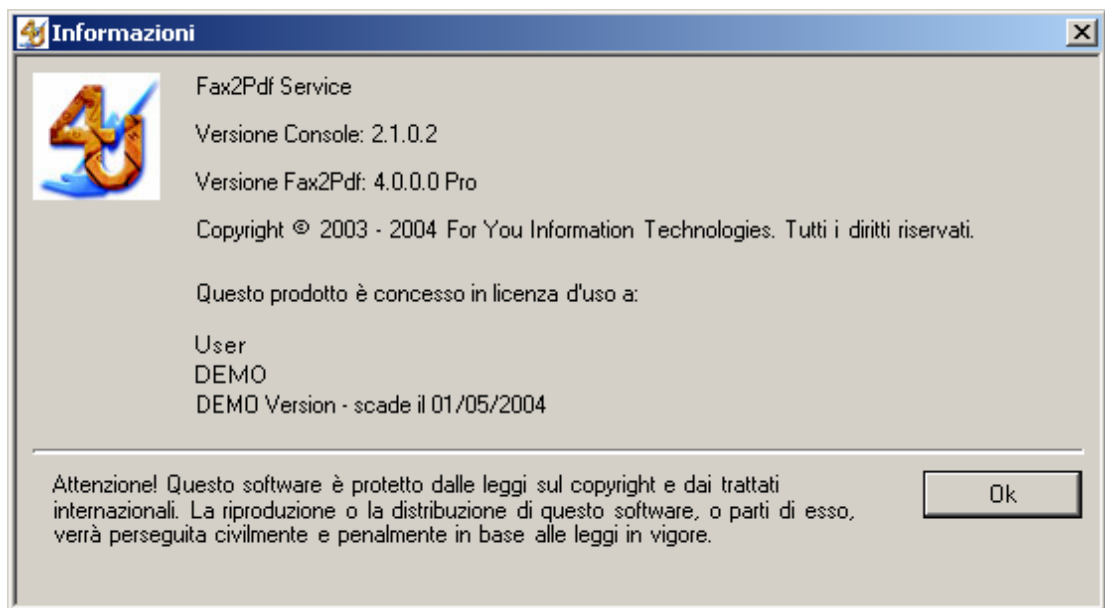 Informazioni
4U
Fax2Pdf Service
Versione Console: 2.1.0.2
Versione Fax2Pdf: 4.0.0.0 Pro
Copyright © 2003 - 2004 For You Information Technologies. Tutti i diritti riservati.
Questo prodotto è concesso in licenza d'uso a:
User
DEMO
DEMO Version - scade il 01/05/2004
Attenzione! Questo software è protetto dalle leggi sul copyright e dai trattati
internazionali. La riproduzione o la distribuzione di questo software, o parti di esso,
verrà perseguita civilmente e penalmente in base alle leggi in vigore.
Ok